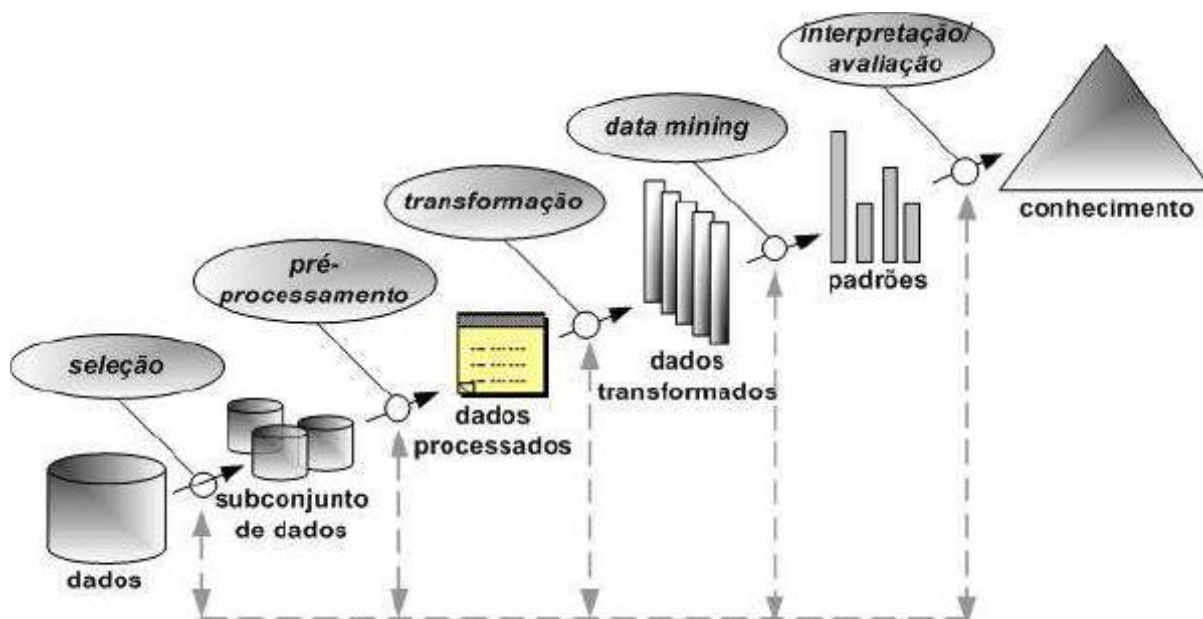 seleção
pré-
processamento
transformação
data mining
interpretação/
avaliação
dados
subconjunto
de dados
dados
processados
dados
transformados
padrões
conhecimento